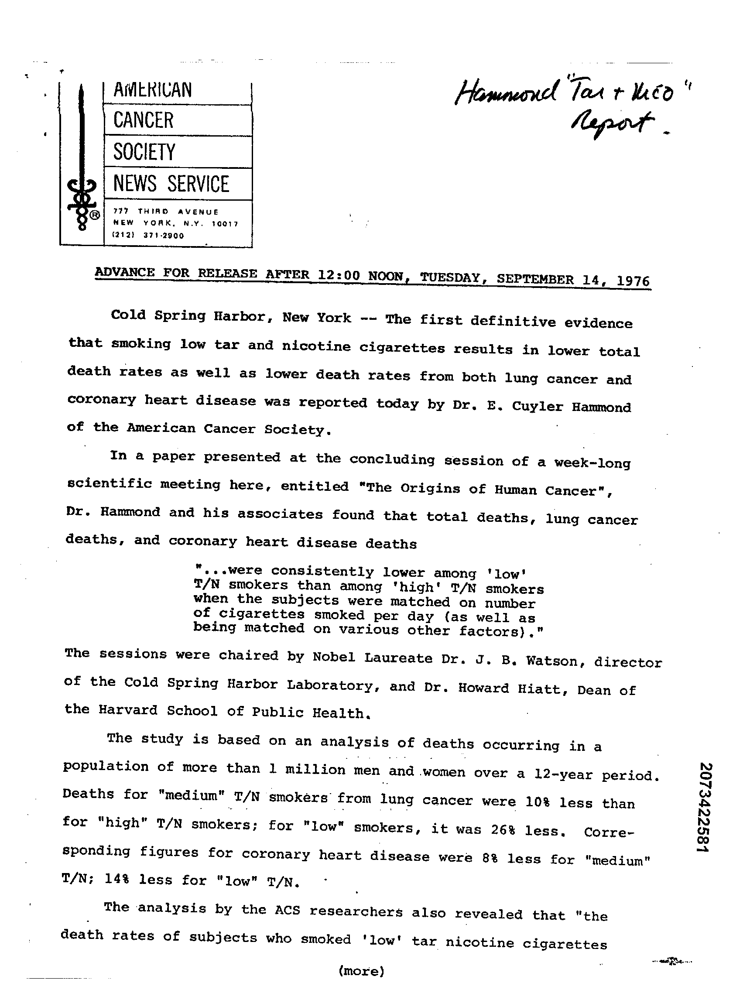 AMERICAN
CANCER
SOCIETY
NEWS SERVICE
777 THIRD AVENUE
NEW YORK, N.Y. 10017
(212) 371-2900
®
Hammond "Tar + Nico"
Report.
ADVANCE FOR RELEASE AFTER 12:00 NOON, TUESDAY, SEPTEMBER 14, 1976
Cold Spring Harbor, New York -- The first definitive evidence
that smoking low tar and nicotine cigarettes results in lower total
death rates as well as lower death rates from both lung cancer and
coronary heart disease was reported today by Dr. E. Cuyler Hammond
of the American Cancer Society.
In a paper presented at the concluding session of a week-long
scientific meeting here, entitled "The Origins of Human Cancer",
Dr. Hammond and his associates found that total deaths, lung cancer
deaths, and coronary heart disease deaths
"...were consistently lower among 'low'
T/N smokers than among 'high' T/N smokers
when the subjects were matched on number
of cigarettes smoked per day (as well as
being matched on various other factors)."
The sessions were chaired by Nobel Laureate Dr. J. B. Watson, director
of the Cold Spring Harbor Laboratory, and Dr. Howard Hiatt, Dean of
the Harvard School of Public Health.
The study is based on an analysis of deaths occurring in a
population of more than 1 million men and women over a 12-year period.
Deaths for "medium" T/N smokers from lung cancer were 10% less than
for "high" T/N smokers; for "low" smokers, it was 26% less. Corre-
sponding figures for coronary heart disease were 8% less for "medium"
T/N; 14% less for "low" T/N.
The analysis by the ACS researchers also revealed that "the
death rates of subjects who smoked 'low' tar nicotine cigarettes
(more)
2073422581